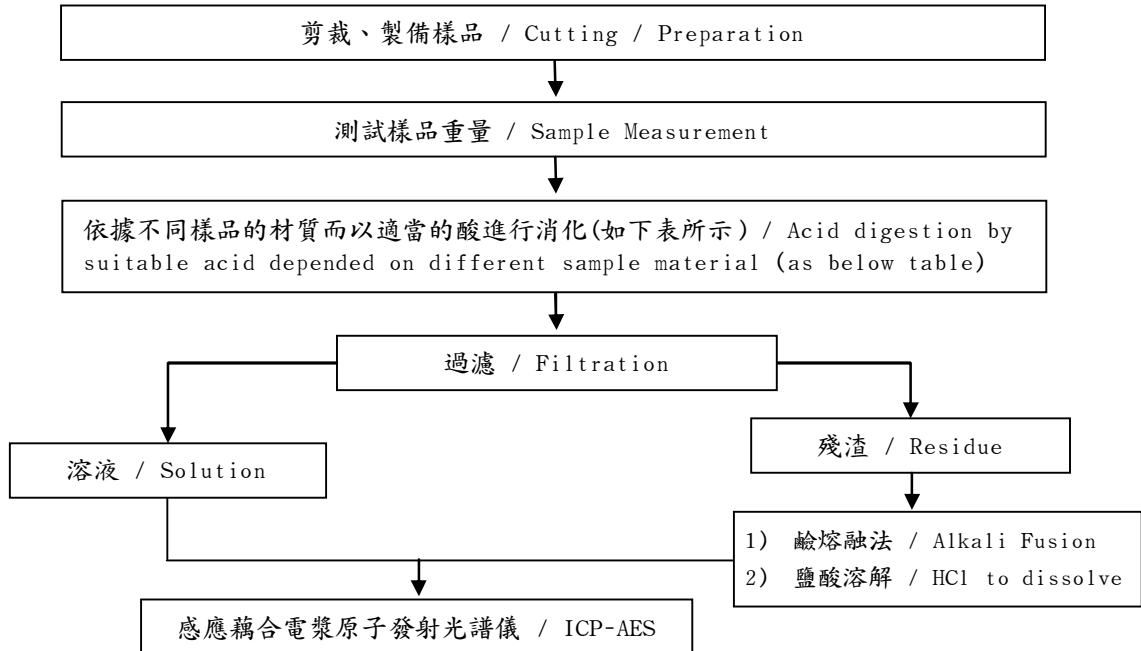 剪裁、製備樣品 / Cutting / Preparation
測試樣品重量 / Sample Measurement
依據不同樣品的材質而以適當的酸進行消化(如下表所示) / Acid digestion by
suitable acid depended on different sample material (as below table)
過濾 / Filtration
溶液 / Solution
殘渣 / Residue
1) 鹼熔融法 / Alkali Fusion
2) 鹽酸溶解 / HCl to dissolve
感應藕合電漿原子發射光譜儀 / ICP-AES